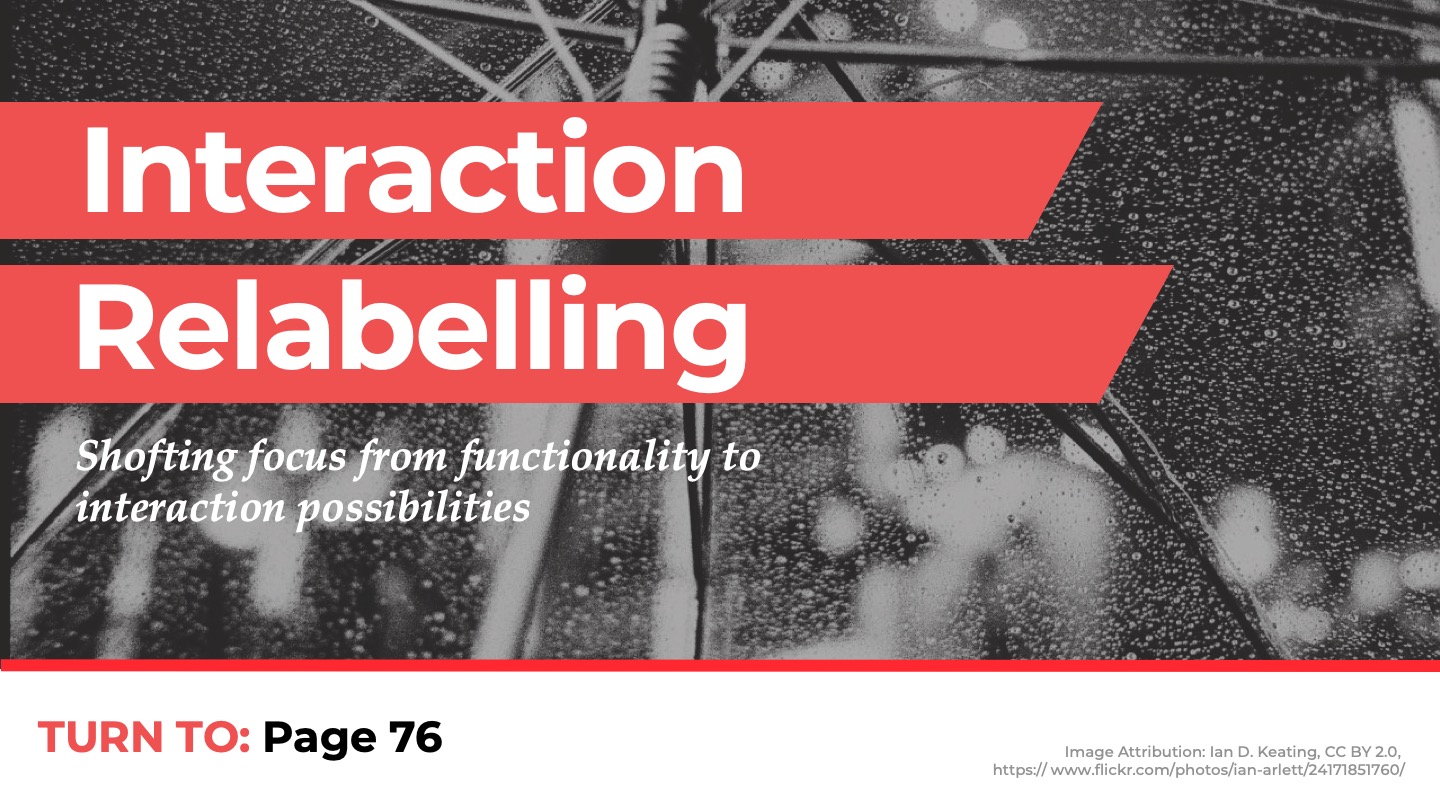 Interaction
Relabelling
Shofting focus from functionality to
interaction possibilities
TURN TO: Page 76
Image Attribution: Ian D. Keating, CC BY 2.0,
https:// www.flickr.com/photos/ian-arlett/24171851760/